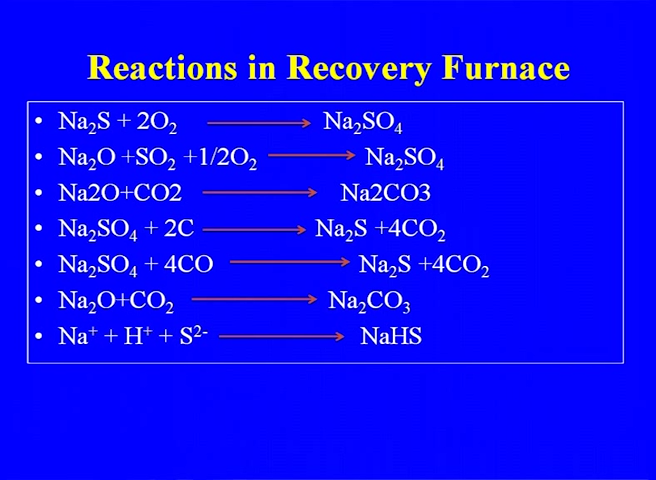 Reactions in Recovery Furnace
• Na₂S + 2O₂ ⟶ Na₂SO₄
• Na₂O +SO₂ +1/2O₂ ⟶ Na₂SO₄
• Na2O+CO2 ⟶ Na2CO3
• Na₂SO₄ + 2C ⟶ Na₂S +4CO₂
• Na₂SO₄ + 4CO ⟶ Na₂S +4CO₂
• Na₂O+CO₂ ⟶ Na₂CO₃
• Na⁺ + H⁺ + S²⁻ ⟶ NaHS